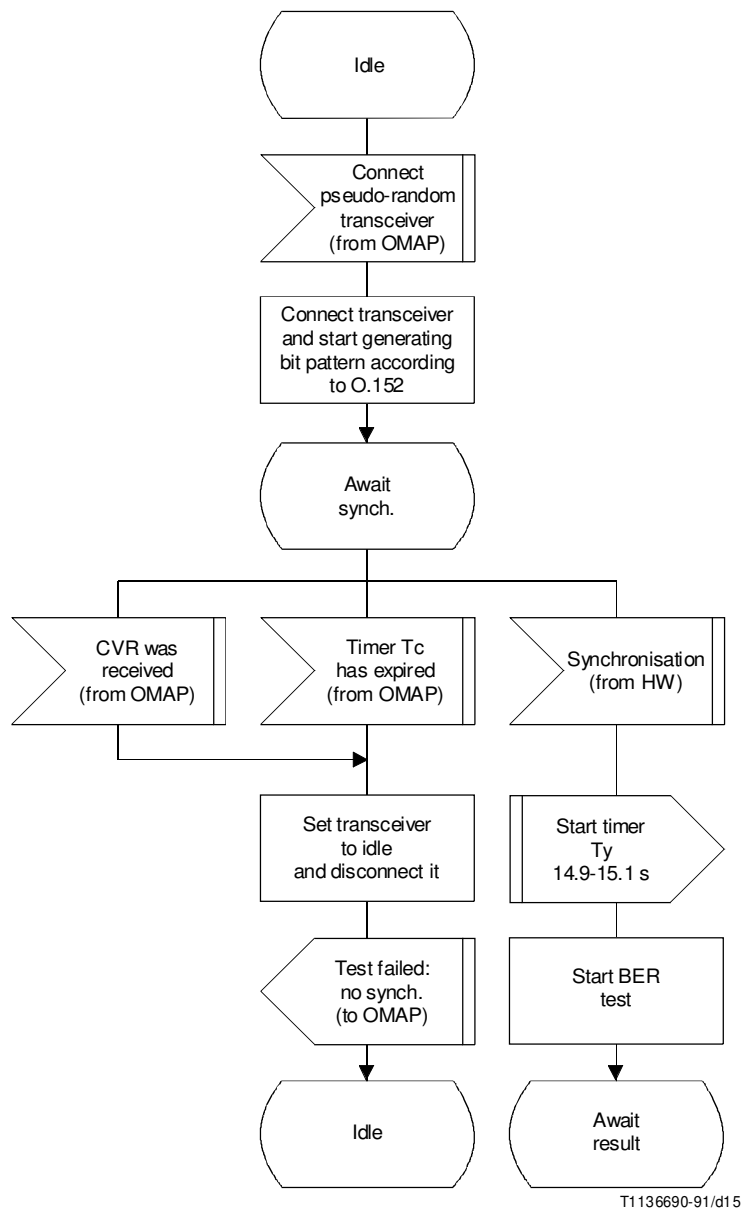 Idle
Connect
pseudo-random
transceiver
(from OMAP)
Connect transceiver
and start generating
bit pattern according
to O.152
Await
synch.
CVR was
received
(from OMAP)
Timer Tc
has expired
(from OMAP)
Synchronisation
(from HW)
Set transceiver
to idle
and disconnect it
Start timer
Ty
14.9-15.1 s
Test failed:
no synch.
(to OMAP)
Start BER
test
Idle
Await
result
T1136690-91/d15